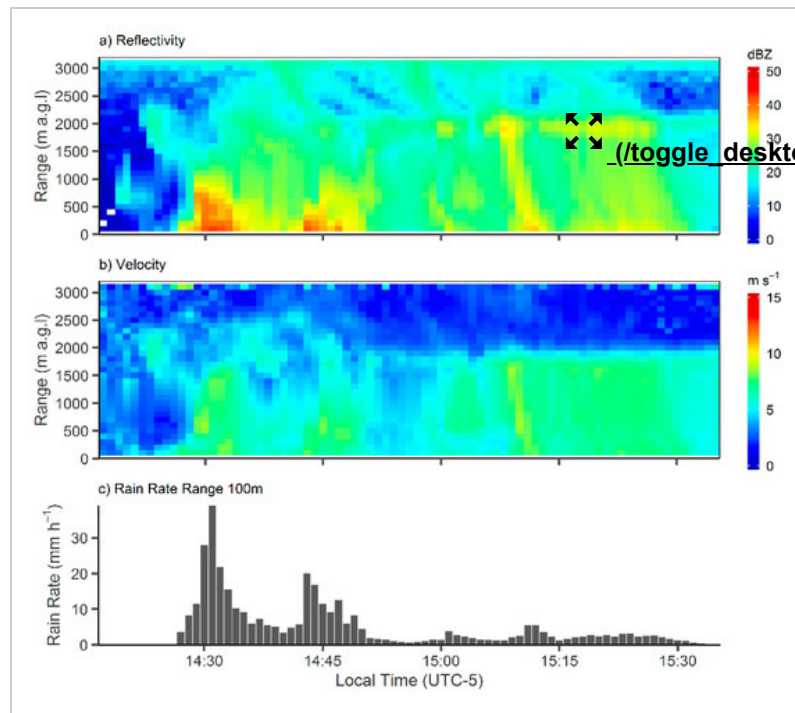 a) Reflectivity
dBZ
Range (m a.g.l)
3000
2500
2000
1500
1000
500
0
50
40
30
20
10
0
(/toggle_deskto
b) Velocity
m s⁻¹
Range (m a.g.l)
3000
2500
2000
1500
1000
500
0
15
10
5
0
c) Rain Rate Range 100m
Rain Rate (mm h⁻¹)
30
20
10
0
14:30 14:45 15:00 15:15 15:30
Local Time (UTC-5)